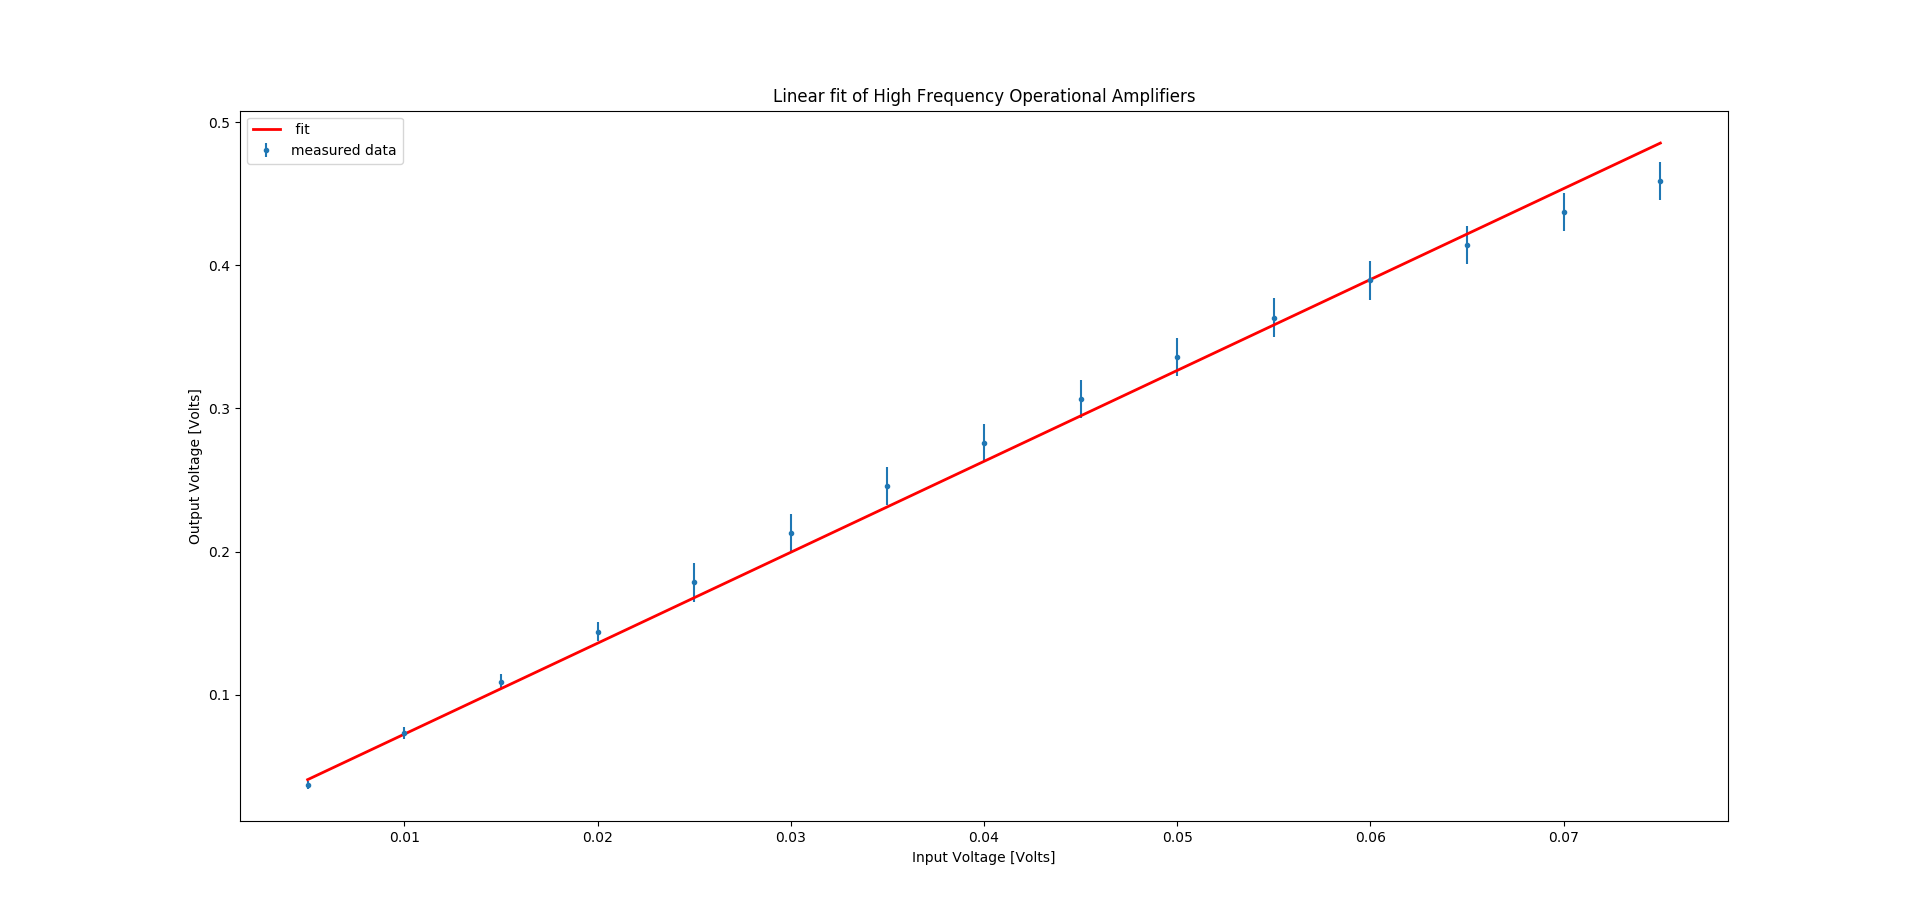 Linear fit of High Frequency Operational Amplifiers
fit
measured data
0.5
0.4
0.3
0.2
0.1
Output Voltage [Volts]
0.01 0.02 0.03 0.04 0.05 0.06 0.07
Input Voltage [Volts]